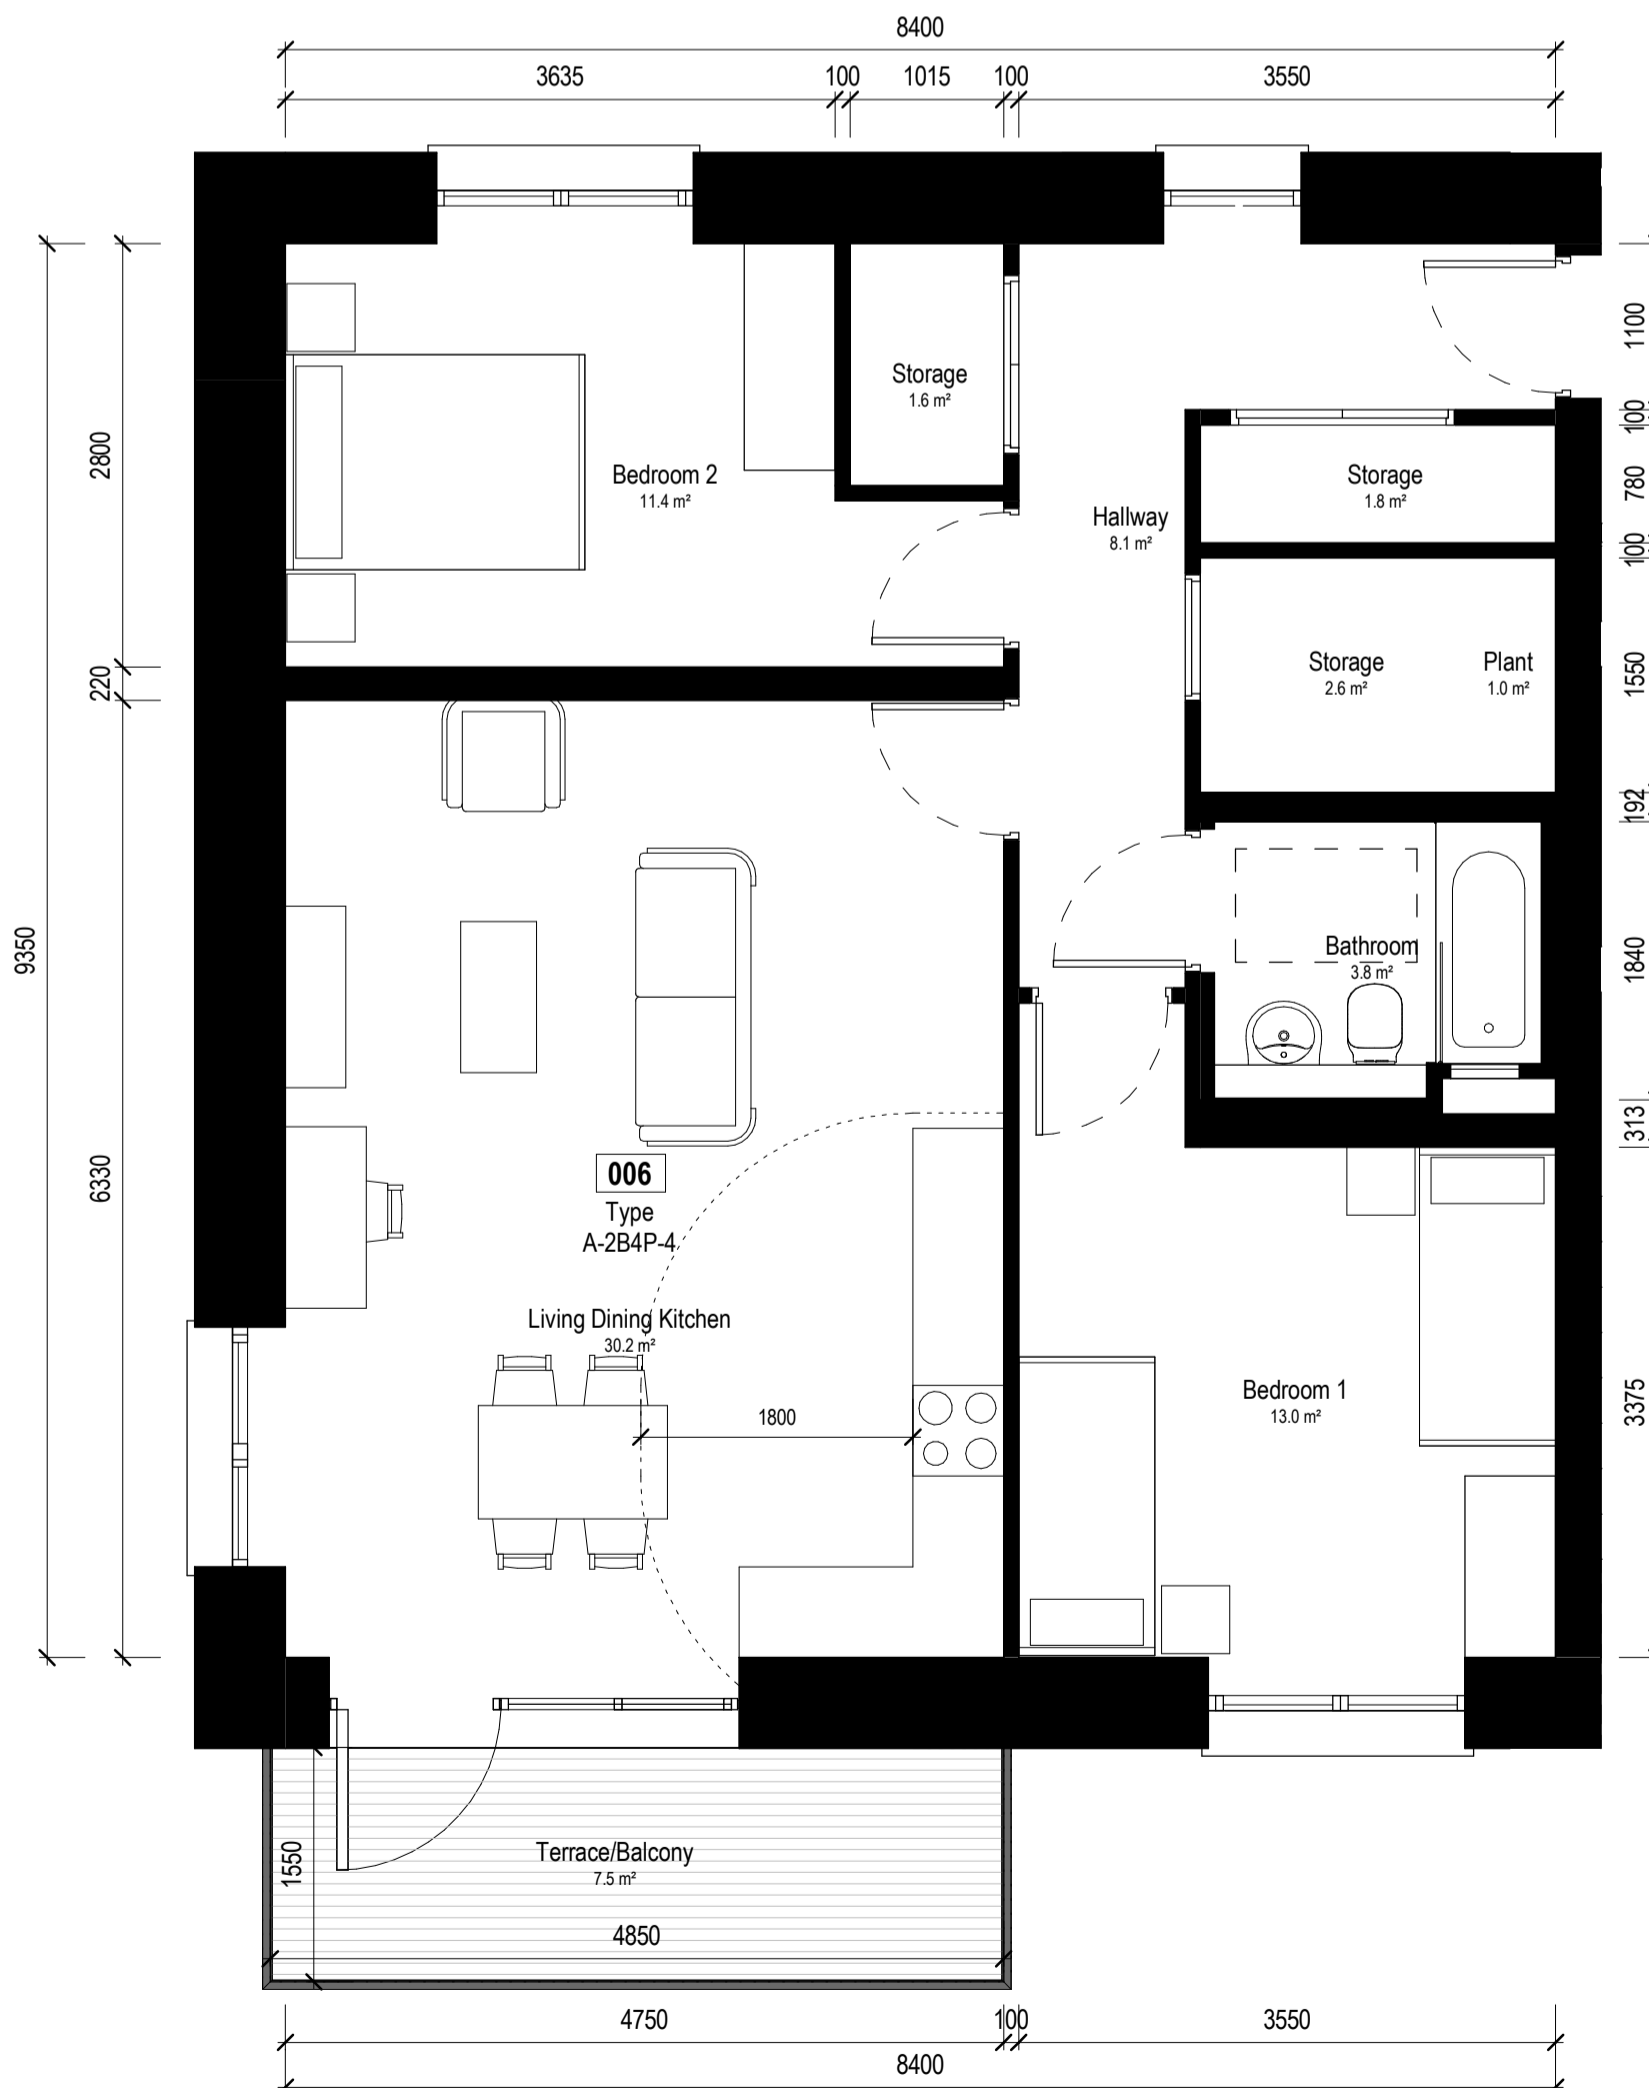 8400
3635 100 1015 100 3550
1100
Storage
1.6 m²
100
2800
Bedroom 2
11.4 m²
Storage
1.8 m²
780
Hallway
8.1 m²
100
220
Storage
2.6 m²
Plant
1.0 m²
1550
192
9350
Bathroom
3.8 m²
1840
313
6330
006
Type
A-2B4P-4
Living Dining Kitchen
30.2 m²
1800
Bedroom 1
13.0 m²
3375
1550
Terrace/Balcony
7.5 m²
4850
4750 100 3550
8400